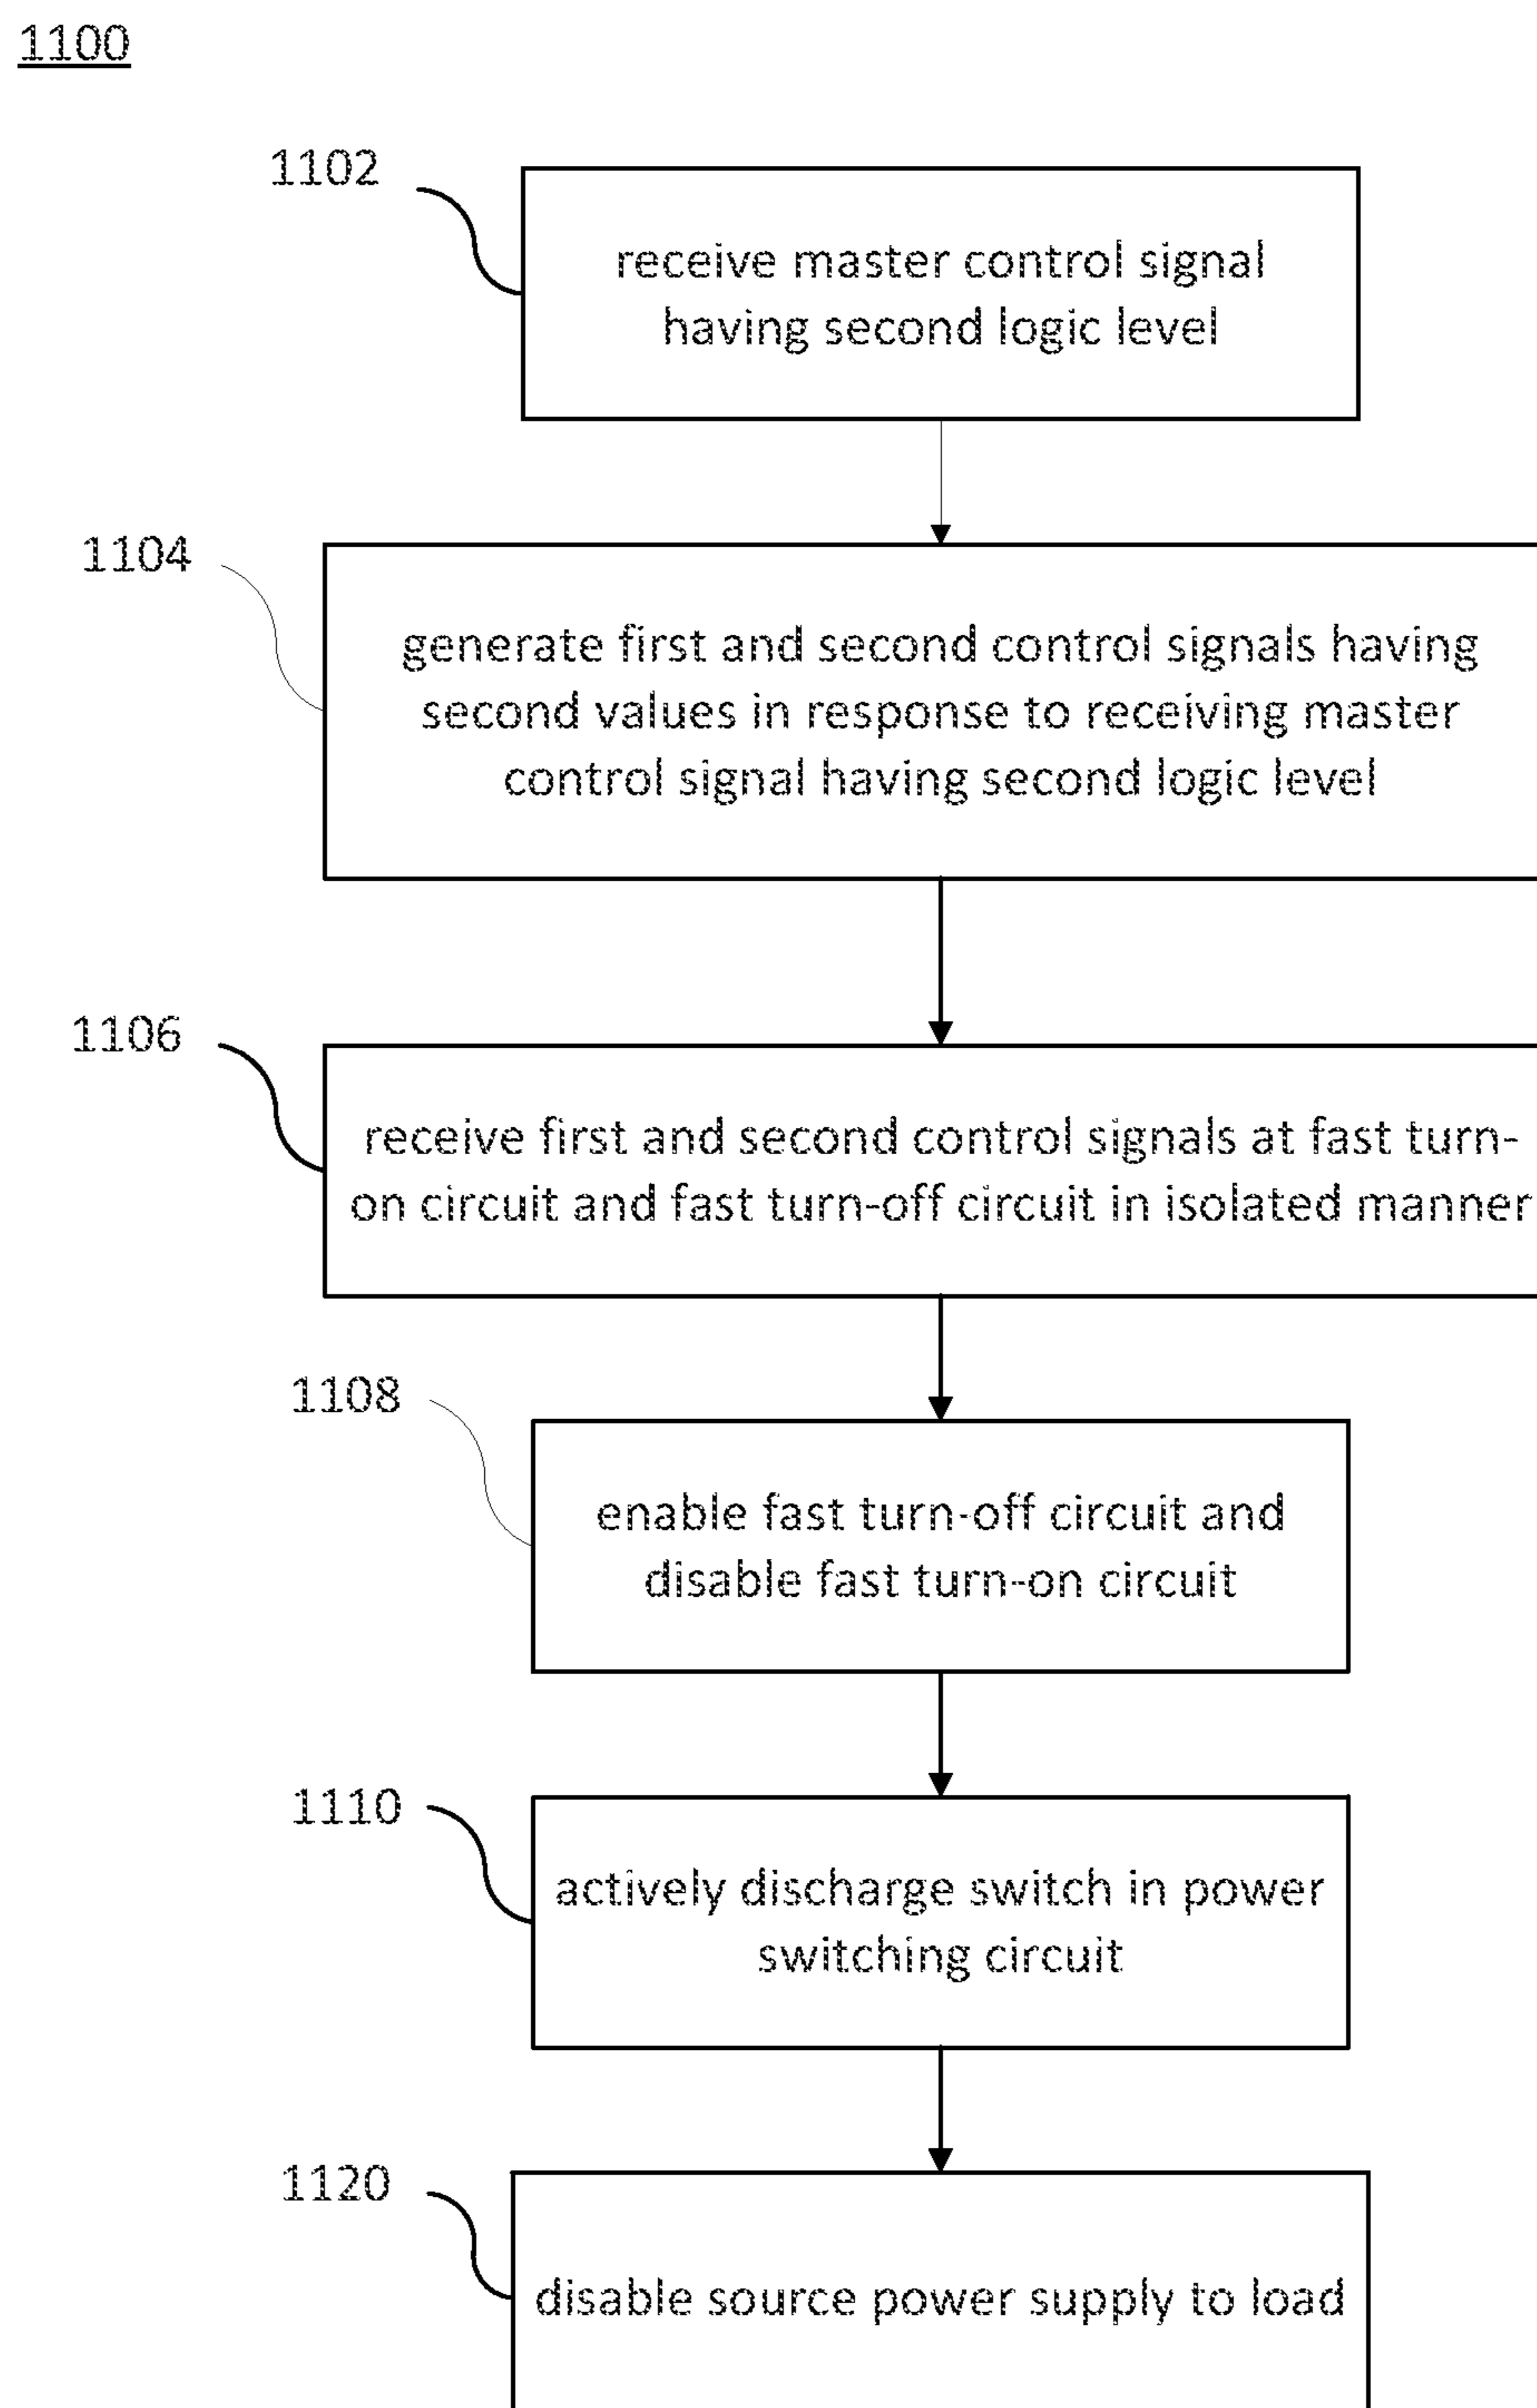 1100
1102
receive master control signal
having second logic level
1104
generate first and second control signals having
second values in response to receiving master
control signal having second logic level
1106
receive first and second control signals at fast turn-
on circuit and fast turn-off circuit in isolated manner
1108
enable fast turn-off circuit and
disable fast turn-on circuit
1110
actively discharge switch in power
switching circuit
1120
disable source power supply to load